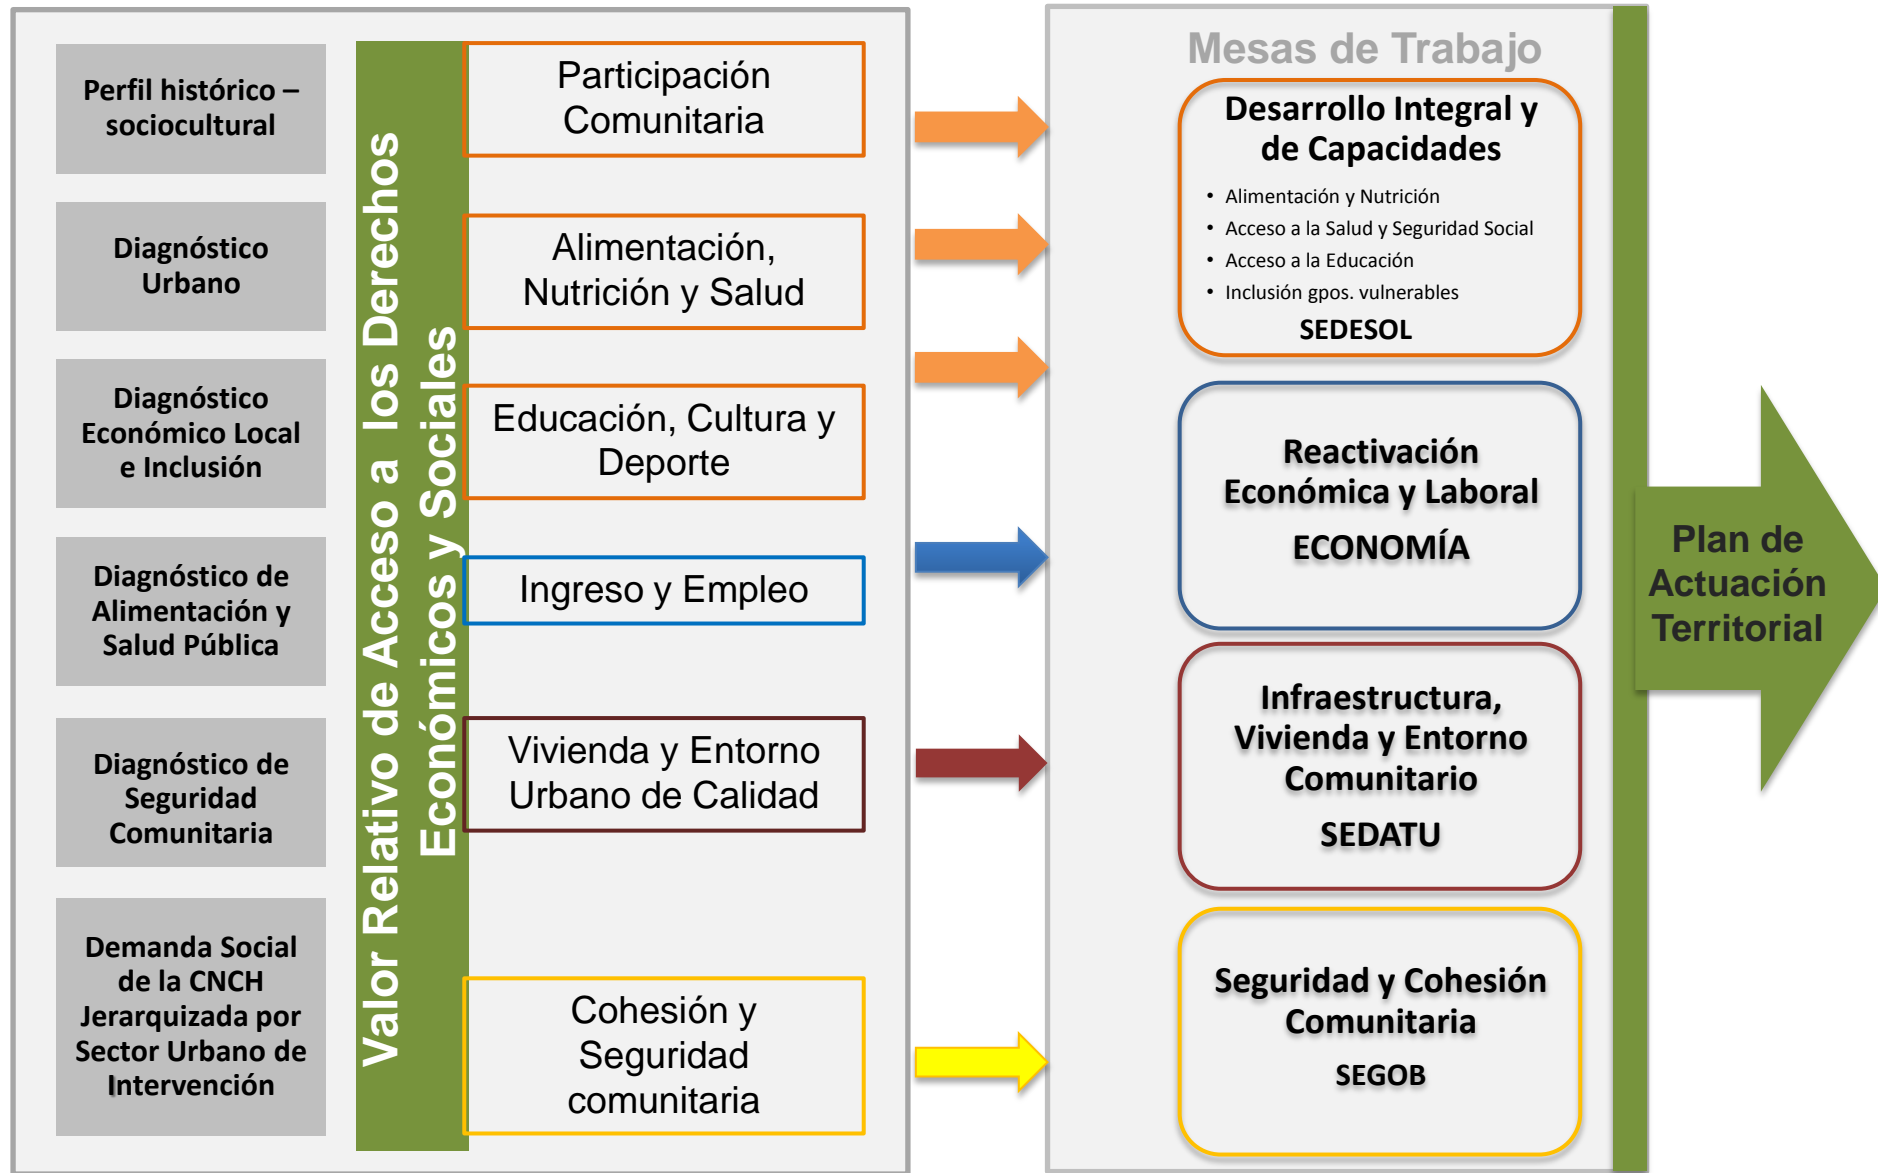 Perfil histórico –
sociocultural
Diagnóstico
Urbano
Diagnóstico
Económico Local
e Inclusión
Diagnóstico de
Alimentación y
Salud Pública
Diagnóstico de
Seguridad
Comunitaria
Demanda Social
de la CNCH
Jerarquizada por
Sector Urbano de
Intervención
Valor Relativo de Acceso a los Derechos
Económicos y Sociales
Participación
Comunitaria
Alimentación,
Nutrición y Salud
Educación, Cultura y
Deporte
Ingreso y Empleo
Vivienda y Entorno
Urbano de Calidad
Cohesión y
Seguridad
comunitaria
Mesas de Trabajo
Desarrollo Integral y
de Capacidades
• Alimentación y Nutrición
• Acceso a la Salud y Seguridad Social
• Acceso a la Educación
• Inclusión gpos. vulnerables
SEDESOL
Reactivación
Económica y Laboral
ECONOMÍA
Infraestructura,
Vivienda y Entorno
Comunitario
SEDATU
Seguridad y Cohesión
Comunitaria
SEGOB
Plan de
Actuación
Territorial